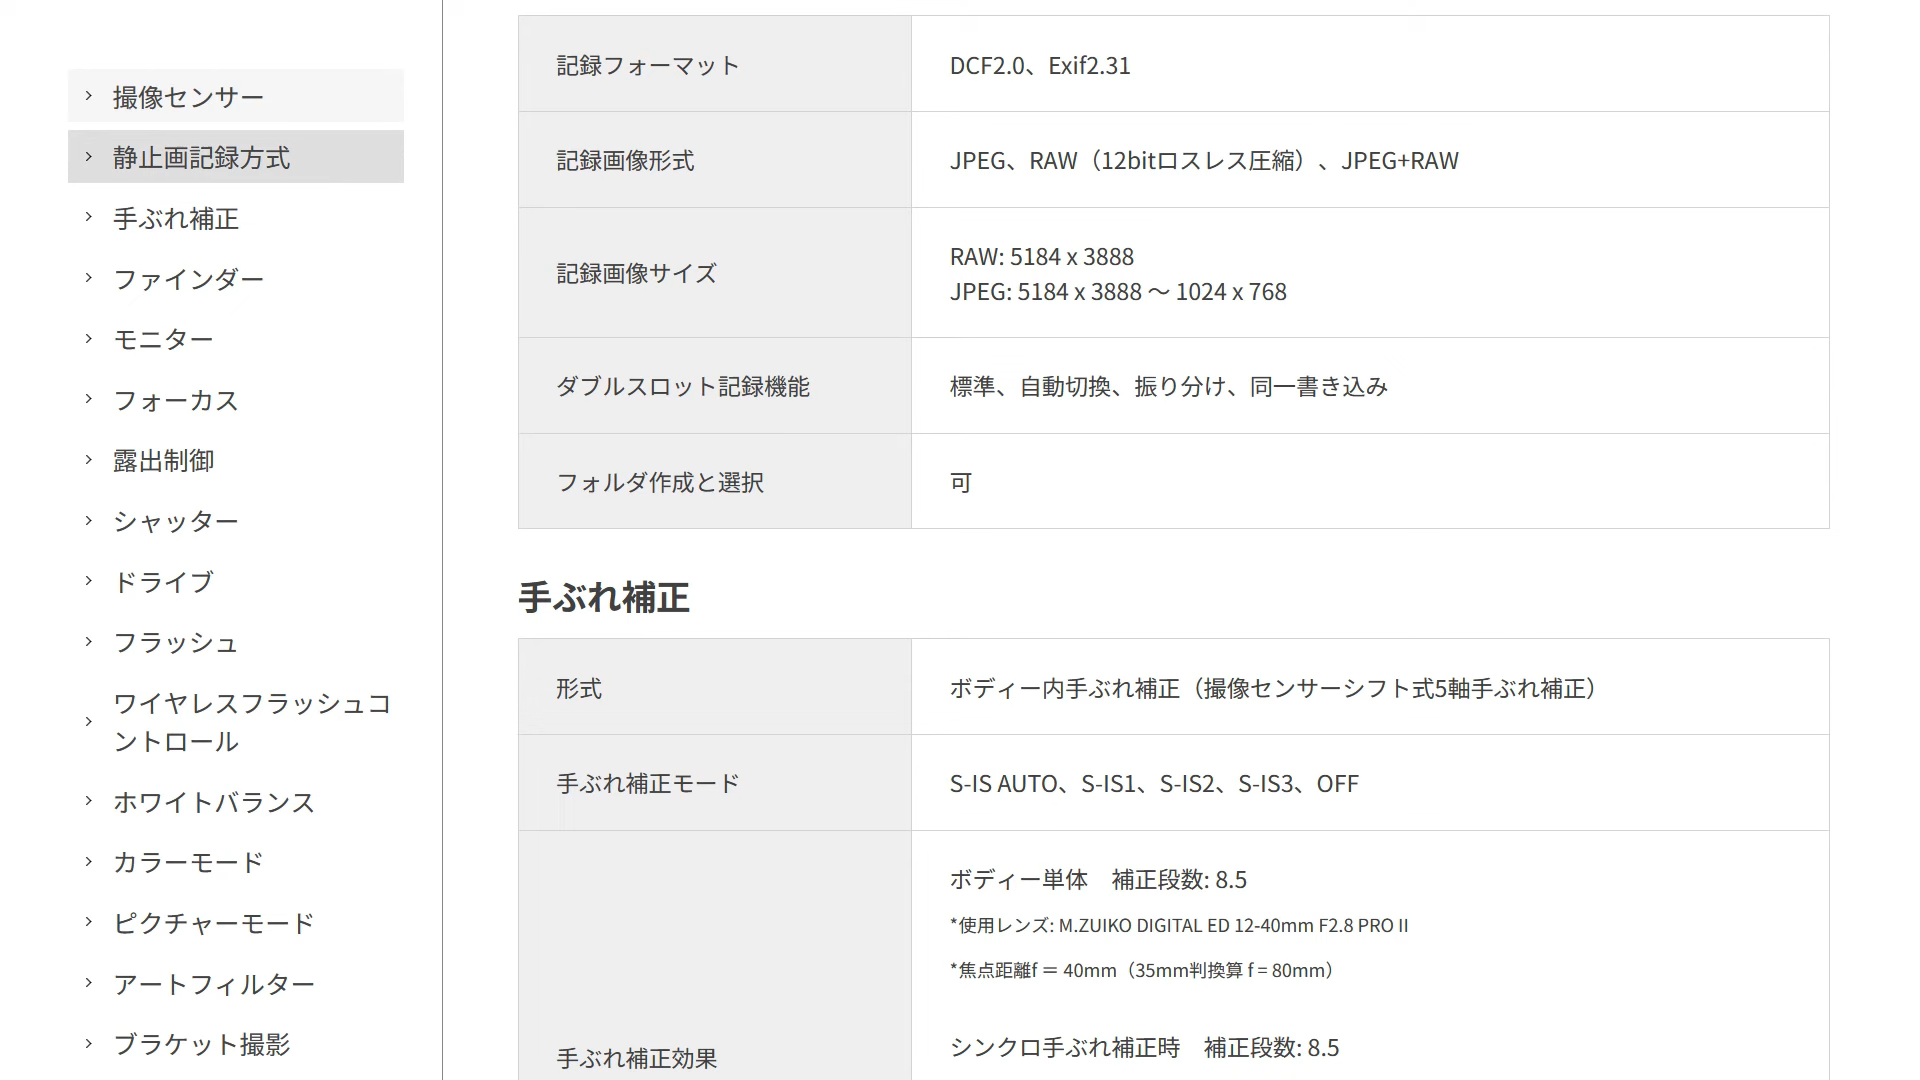 撮像センサー
静止画記録方式
手ぶれ補正
ファインダー
モニター
フォーカス
露出制御
シャッター
ドライブ
フラッシュ
ワイヤレスフラッシュコ
ントロール
ホワイトバランス
カラーモード
ピクチャーモード
アートフィルター
ブラケット撮影
記録フォーマット
DCF2.0、Exif2.31
記録画像形式
JPEG、RAW（12bitロスレス圧縮）、JPEG+RAW
記録画像サイズ
RAW: 5184 x 3888
JPEG: 5184 x 3888 ～ 1024 x 768
ダブルスロット記録機能
標準、自動切換、振り分け、同一書き込み
フォルダ作成と選択
可
手ぶれ補正
形式
ボディー内手ぶれ補正（撮像センサーシフト式5軸手ぶれ補正）
手ぶれ補正モード
S-IS AUTO、S-IS1、S-IS2、S-IS3、OFF
手ぶれ補正効果
ボディー単体　補正段数: 8.5
*使用レンズ: M.ZUIKO DIGITAL ED 12-40mm F2.8 PRO II
*焦点距離f ＝ 40mm（35mm判換算 f = 80mm）
シンクロ手ぶれ補正時　補正段数: 8.5